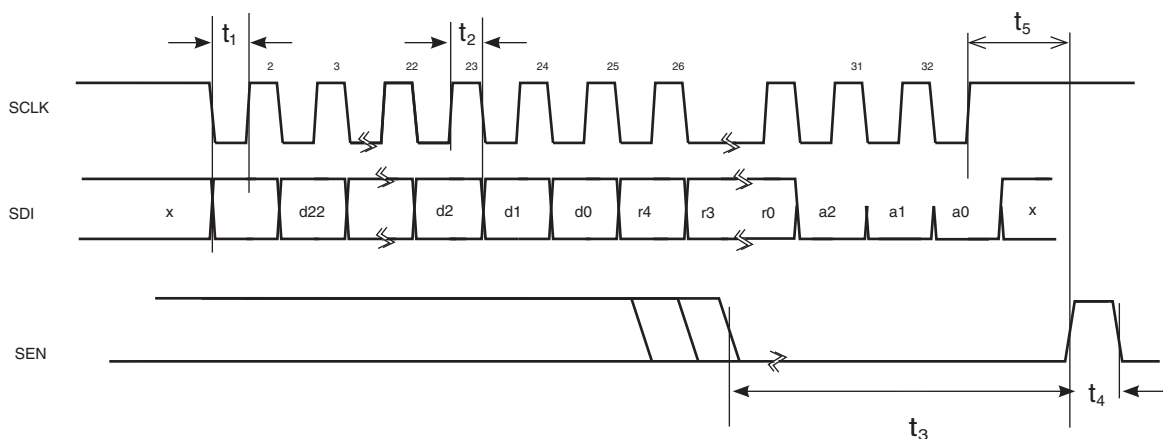 t1 t2 t5
2 3 22 23 24 25 26 31 32
SCLK
SDI x d22 d2 d1 d0 r4 r3 r0 a2 a1 a0 x
SEN
t4
t3